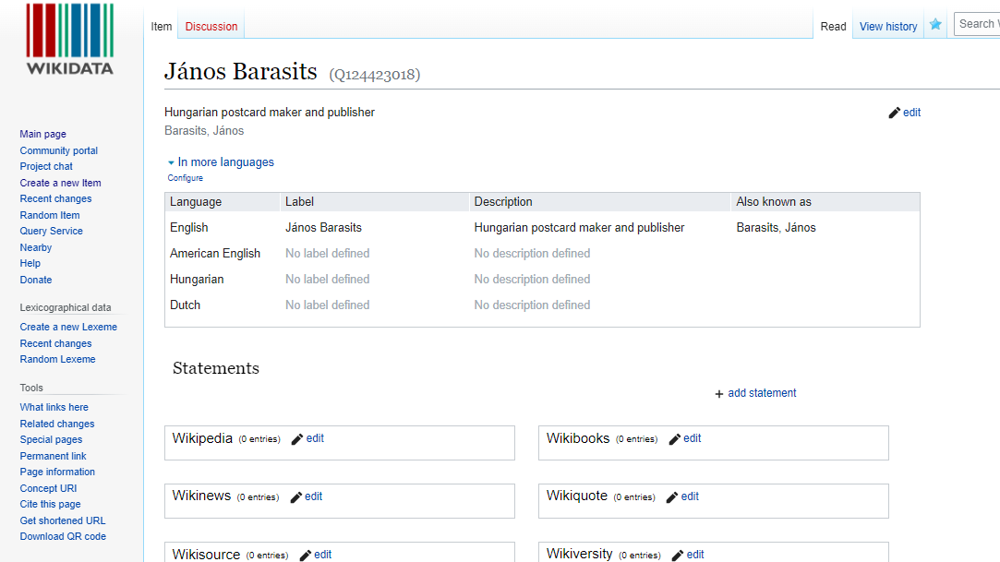 WIKIDATA
Item Discussion Read View history Search W
János Barasits (Q124423018)
Hungarian postcard maker and publisher edit
Barasits, János
In more languages
Configure
Language Label Description Also known as
English János Barasits Hungarian postcard maker and publisher Barasits, János
American English No label defined No description defined
Hungarian No label defined No description defined
Dutch No label defined No description defined
Statements
+ add statement
Wikipedia (0 entries) edit
Wikibooks (0 entries) edit
Wikinews (0 entries) edit
Wikiquote (0 entries) edit
Wikisource (0 entries) edit
Wikiversity (0 entries) edit
Main page
Community portal
Project chat
Create a new Item
Recent changes
Random Item
Query Service
Nearby
Help
Donate
Lexicographical data
Create a new Lexeme
Recent changes
Random Lexeme
Tools
What links here
Related changes
Special pages
Permanent link
Page information
Concept URI
Cite this page
Get shortened URL
Download QR code